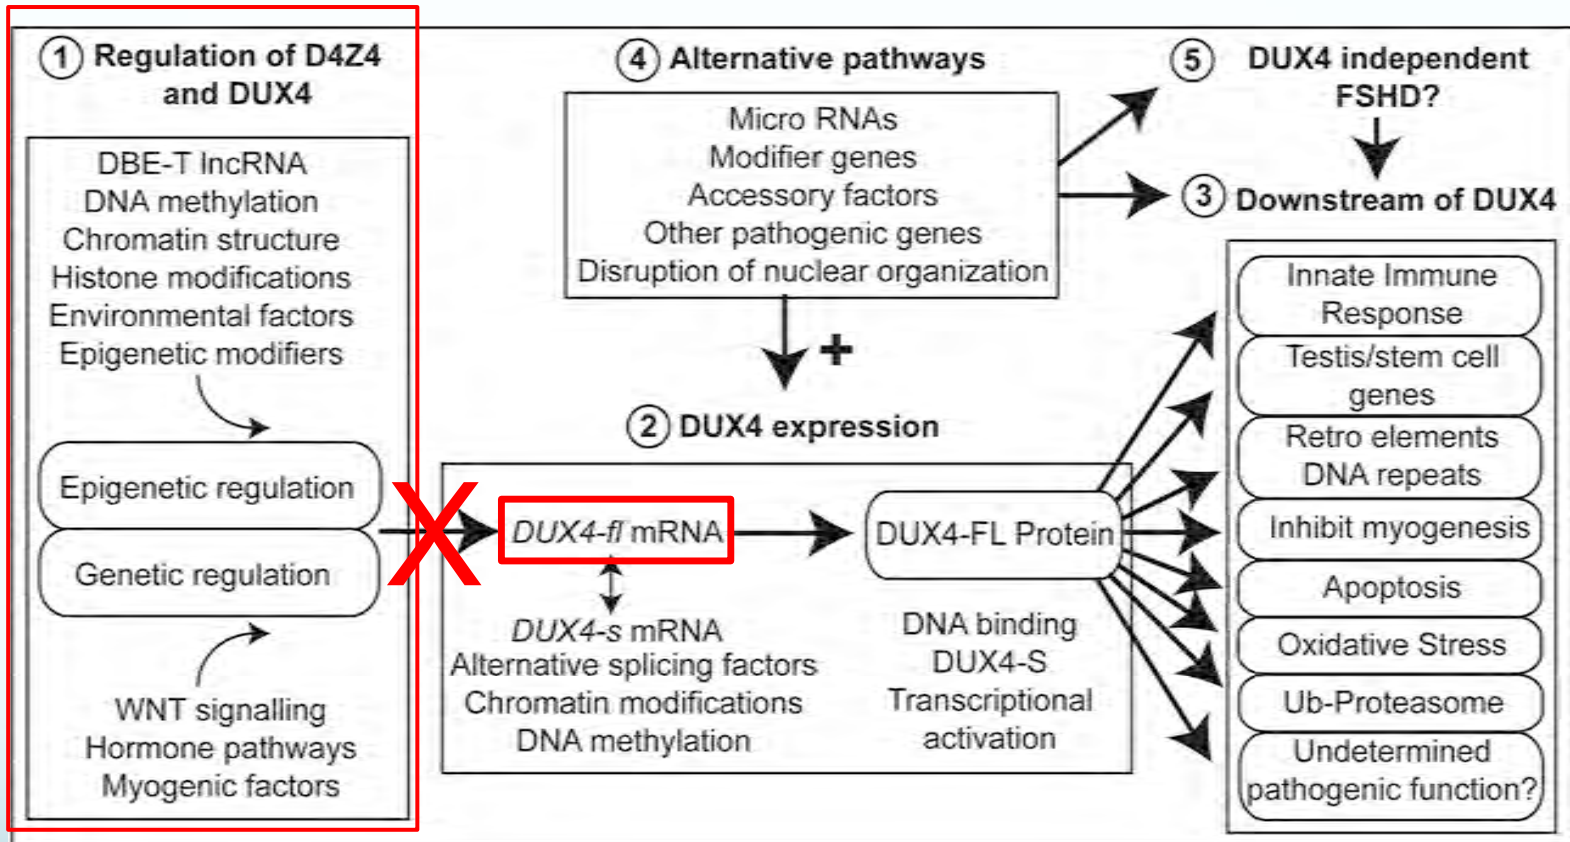 1 Regulation of D4Z4
and DUX4
DBE-T lncRNA
DNA methylation
Chromatin structure
Histone modifications
Environmental factors
Epigenetic modifiers
Epigenetic regulation
Genetic regulation
WNT signalling
Hormone pathways
Myogenic factors
X
4 Alternative pathways
Micro RNAs
Modifier genes
Accessory factors
Other pathogenic genes
Disruption of nuclear organization
+
2 DUX4 expression
DUX4-fl mRNA
DUX4-s mRNA
Alternative splicing factors
Chromatin modifications
DNA methylation
DUX4-FL Protein
DNA binding
DUX4-S
Transcriptional
activation
5 DUX4 independent
FSHD?
3 Downstream of DUX4
Innate Immune
Response
Testis/stem cell
genes
Retro elements
DNA repeats
Inhibit myogenesis
Apoptosis
Oxidative Stress
Ub-Proteasome
Undetermined
pathogenic function?